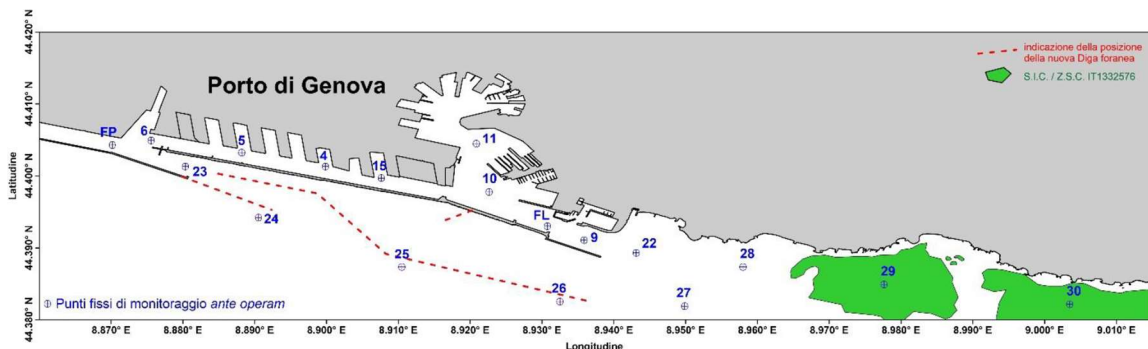 44.420° N
44.410° N
44.400° N
44.390° N
44.380° N
Latitudine
Porto di Genova
indicazione della posizione
della nuova Diga foranea
S.I.C. / Z.S.C. IT1332576
FP
6
5
4
15
11
10
23
24
FL
9
22
25
28
29
26
27
30
Punti fissi di monitoraggio ante operam
8.870° E
8.880° E
8.890° E
8.900° E
8.910° E
8.920° E
8.930° E
8.940° E
8.950° E
8.960° E
8.970° E
8.980° E
8.990° E
9.000° E
9.010° E
Longitudine